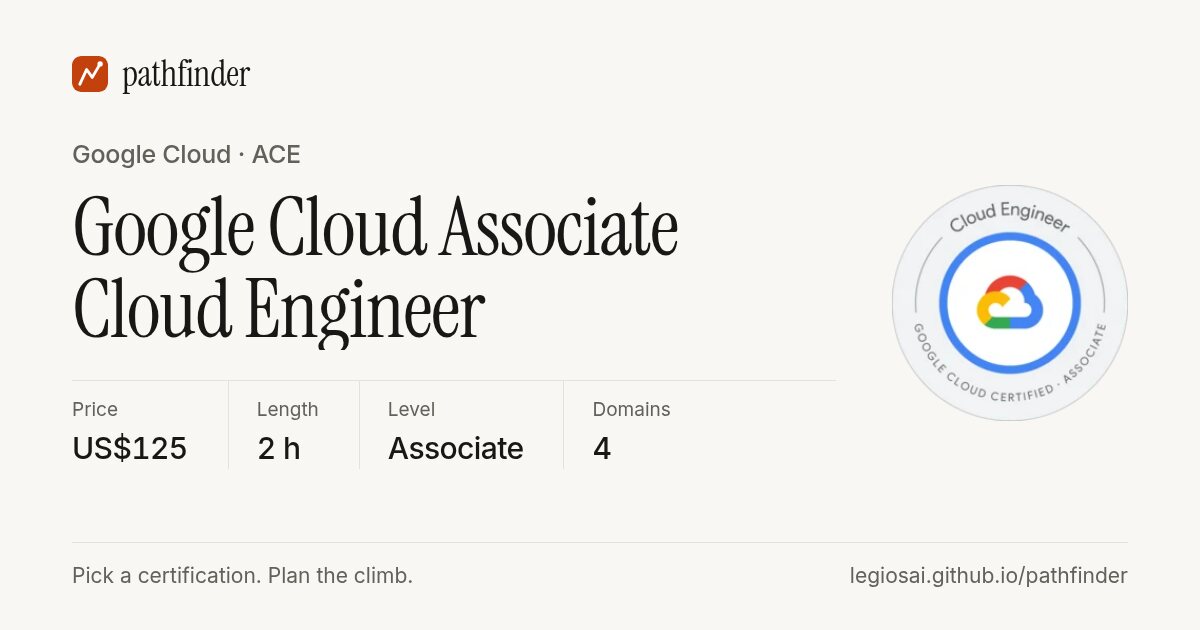 pathfinder
Google Cloud · ACE
Google Cloud Associate
Cloud Engineer
Price
US$125
Length
2 h
Level
Associate
Domains
4
Cloud Engineer
GOOGLE CLOUD CERTIFIED · ASSOCIATE
Pick a certification. Plan the climb.
legiosai.github.io/pathfinder